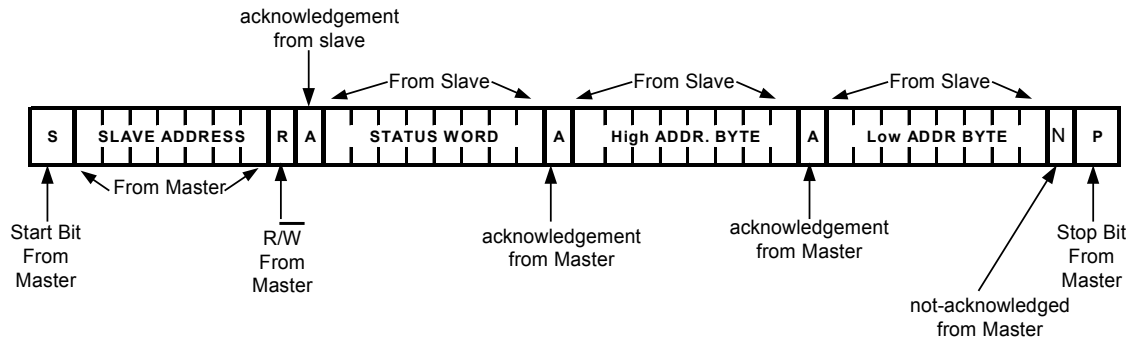 acknowledgement
from slave
From Slave
From Slave
From Slave
S
SLAVE ADDRESS
R
A
STATUS WORD
A
High ADDR. BYTE
A
Low ADDR BYTE
N
P
From Master
Start Bit
From
Master
R/W̅
From
Master
acknowledgement
from Master
acknowledgement
from Master
Stop Bit
From
Master
not-acknowledged
from Master